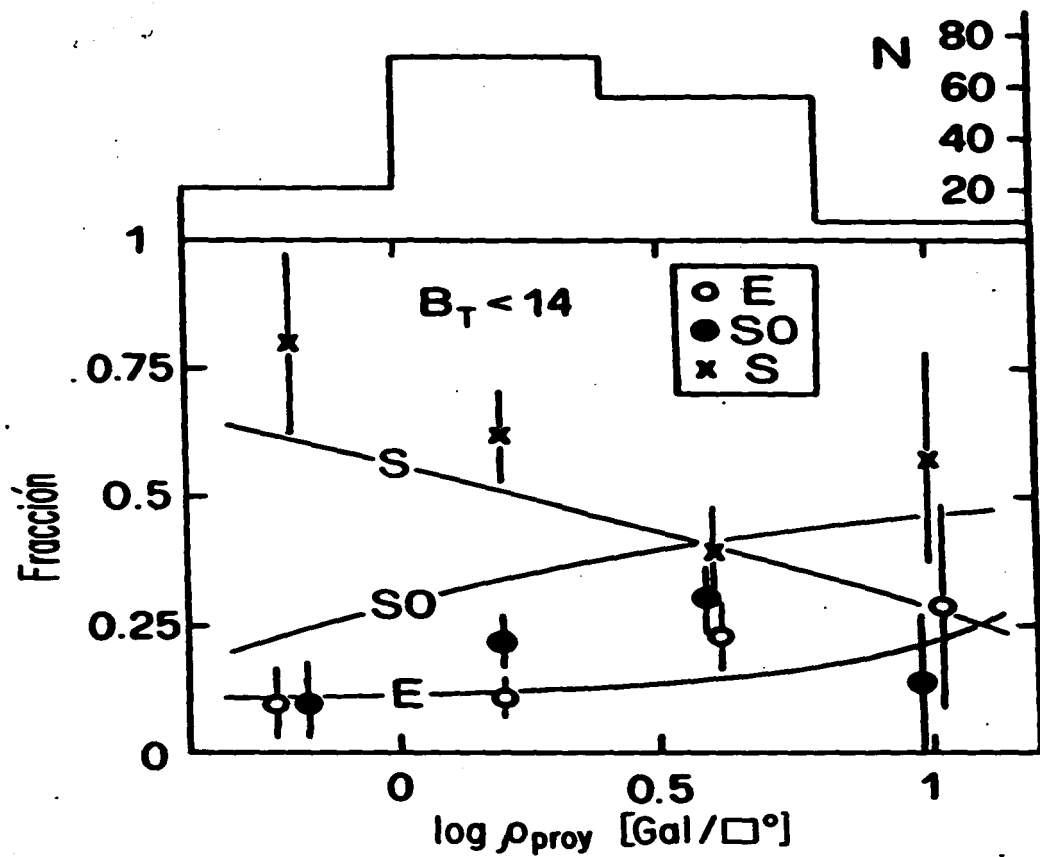 N
80
60
40
20
1
B_T < 14
E
SO
S
0.75
S
0.5
Fracción
SO
0.25
E
0
0
0.5
1
log ρ_proy [Gal/□°]